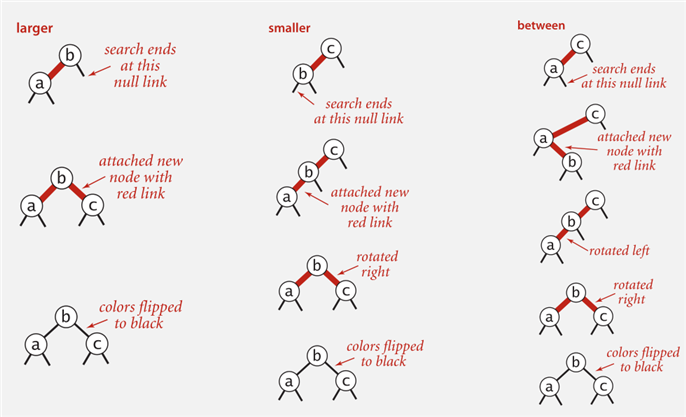 larger
b
a
search ends
at this
null link
b
attached new
node with
red link
a
c
b
colors flipped
to black
a
c
smaller
c
b
search ends
at this null link
c
b
a
attached new
node with
red link
b
rotated
right
a
c
b
colors flipped
to black
a
c
between
c
a
search ends
at this null link
c
a
attached new
node with
red link
b
c
b
a
rotated left
b
rotated
right
a
c
b
colors flipped
to black
a
c